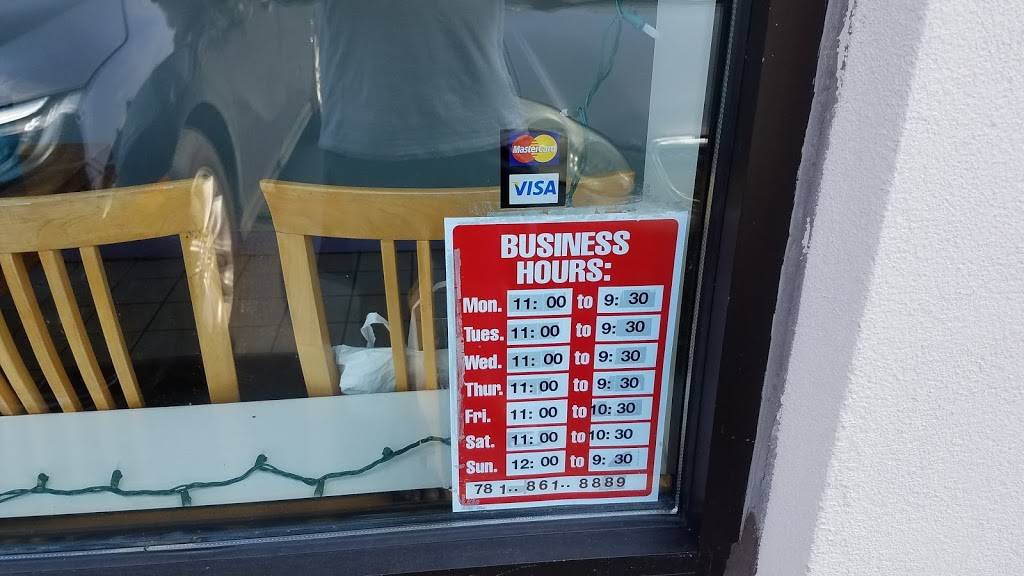 MasterCard
VISA
BUSINESS
HOURS:
Mon. 11: 00 to 9: 30
Tues. 11: 00 to 9: 30
Wed. 11: 00 to 9: 30
Thur. 11: 00 to 9: 30
Fri. 11: 00 to 10: 30
Sat. 11: 00 to 10: 30
Sun. 12: 00 to 9: 30
781-- 861-- 8889